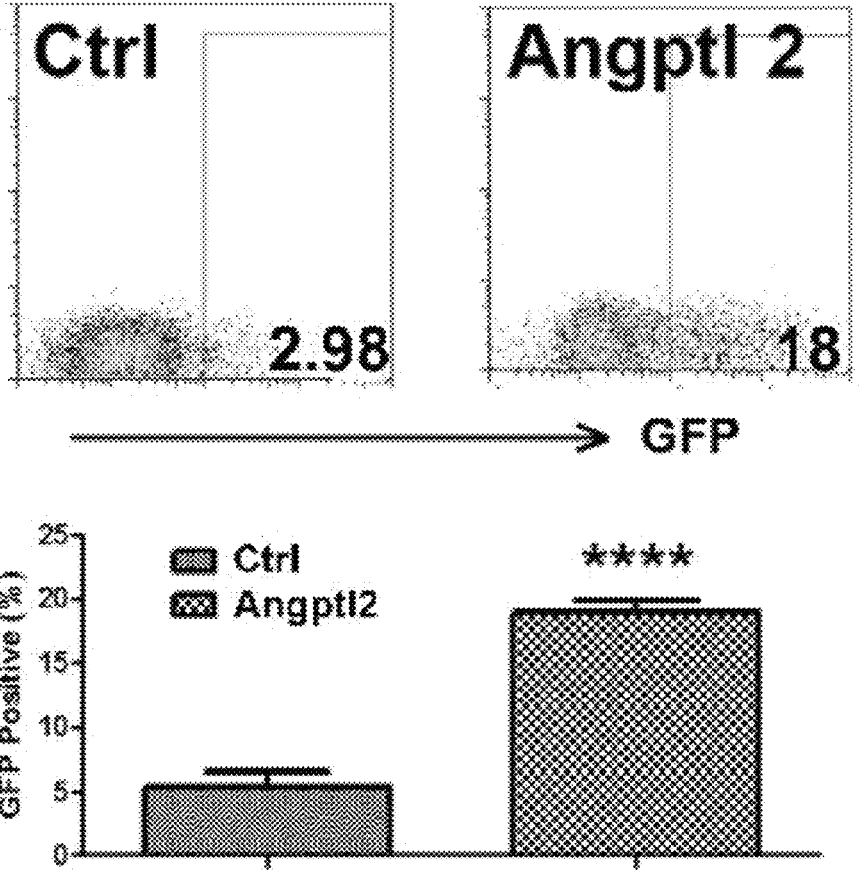 Ctrl
Angptl 2
2.98
18
GFP
GFP Positive (%)
25
20
15
10
5
0
Ctrl
Angptl2
****